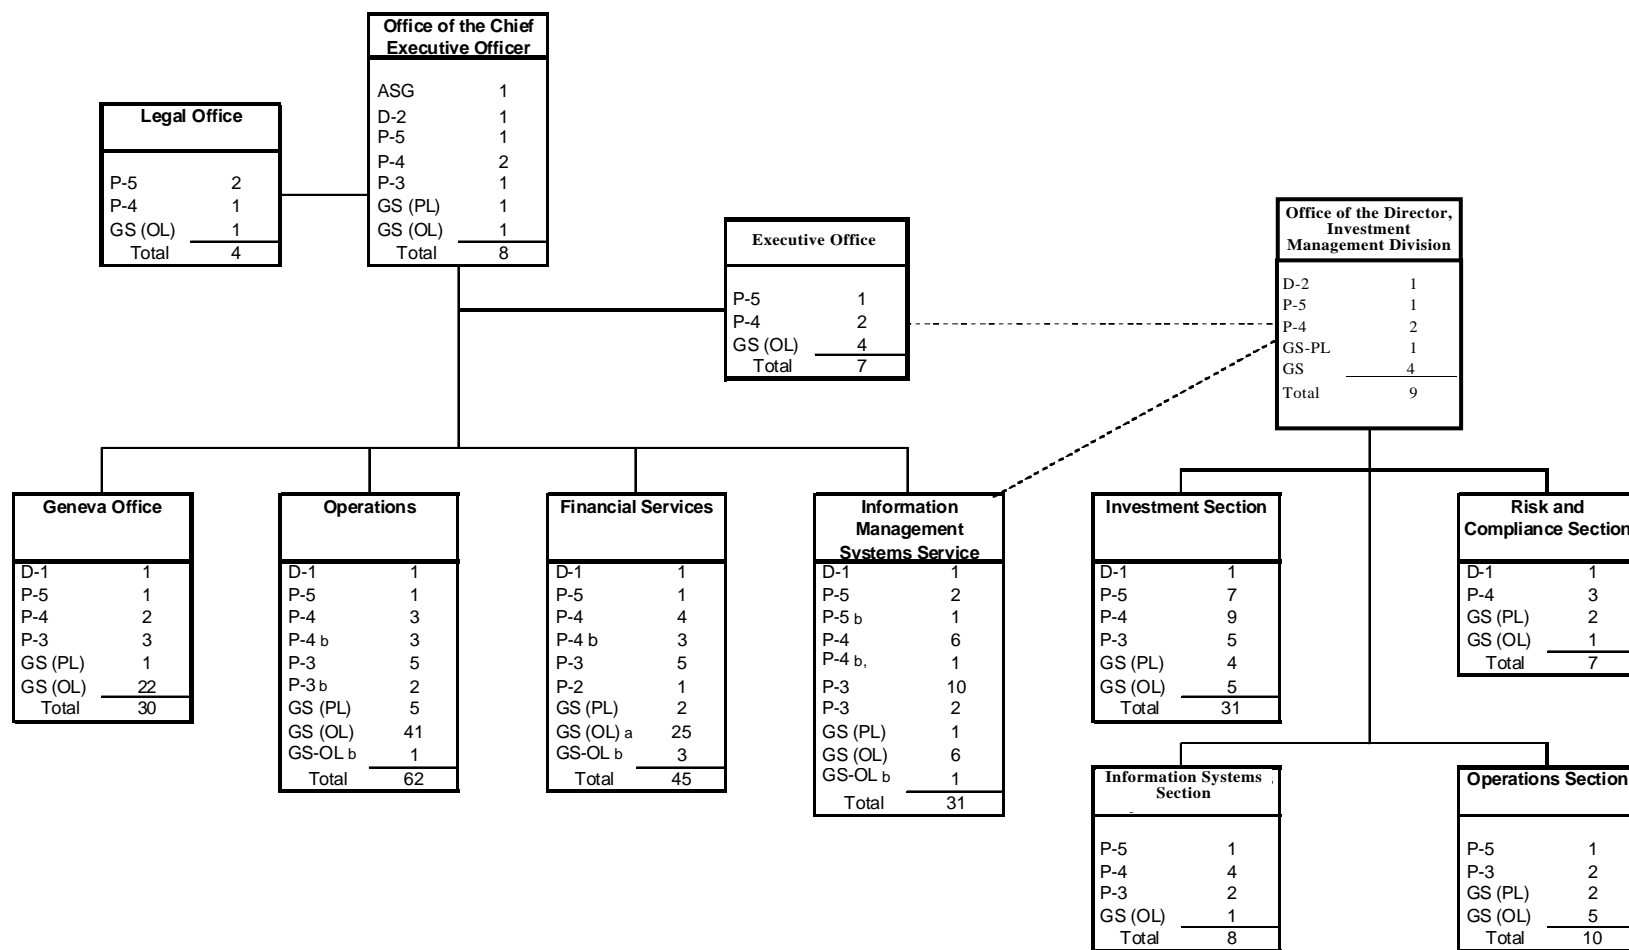 Office of the Chief
Executive Officer
ASG 1
D-2 1
P-5 1
P-4 2
P-3 1
GS (PL) 1
GS (OL) 1
Total 8
Legal Office
P-5 2
P-4 1
GS (OL) 1
Total 4
Executive Office
P-5 1
P-4 2
GS (OL) 4
Total 7
Office of the Director,
Investment
Management Division
D-2 1
P-5 1
P-4 2
GS-PL 1
GS 4
Total 9
Geneva Office
D-1 1
P-5 1
P-4 2
P-3 3
GS (PL) 1
GS (OL) 22
Total 30
Operations
D-1 1
P-5 1
P-4 3
P-4 b 3
P-3 5
P-3 b 2
GS (PL) 5
GS (OL) 41
GS-OL b 1
Total 62
Financial Services
D-1 1
P-5 1
P-4 4
P-4 b 3
P-3 5
P-2 1
GS (PL) 2
GS (OL) a 25
GS-OL b 3
Total 45
Information
Management
Systems Service
D-1 1
P-5 2
P-5 b 1
P-4 6
P-4 b, 1
P-3 10
P-3 2
GS (PL) 1
GS (OL) 6
GS-OL b 1
Total 31
Investment Section
D-1 1
P-5 7
P-4 9
P-3 5
GS (PL) 4
GS (OL) 5
Total 31
Risk and
Compliance Section
D-1 1
P-4 3
GS (PL) 2
GS (OL) 1
Total 7
Information Systems
Section
P-5 1
P-4 4
P-3 2
GS (OL) 1
Total 8
Operations Section
P-5 1
P-3 2
GS (PL) 2
GS (OL) 5
Total 10